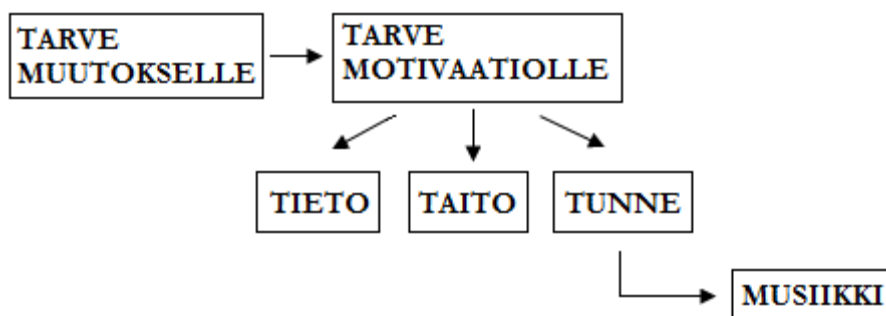 TARVE
MUUTOKSELLE
TARVE
MOTIVAATIOLLE
TIETO
TAITO
TUNNE
MUSIIKKI